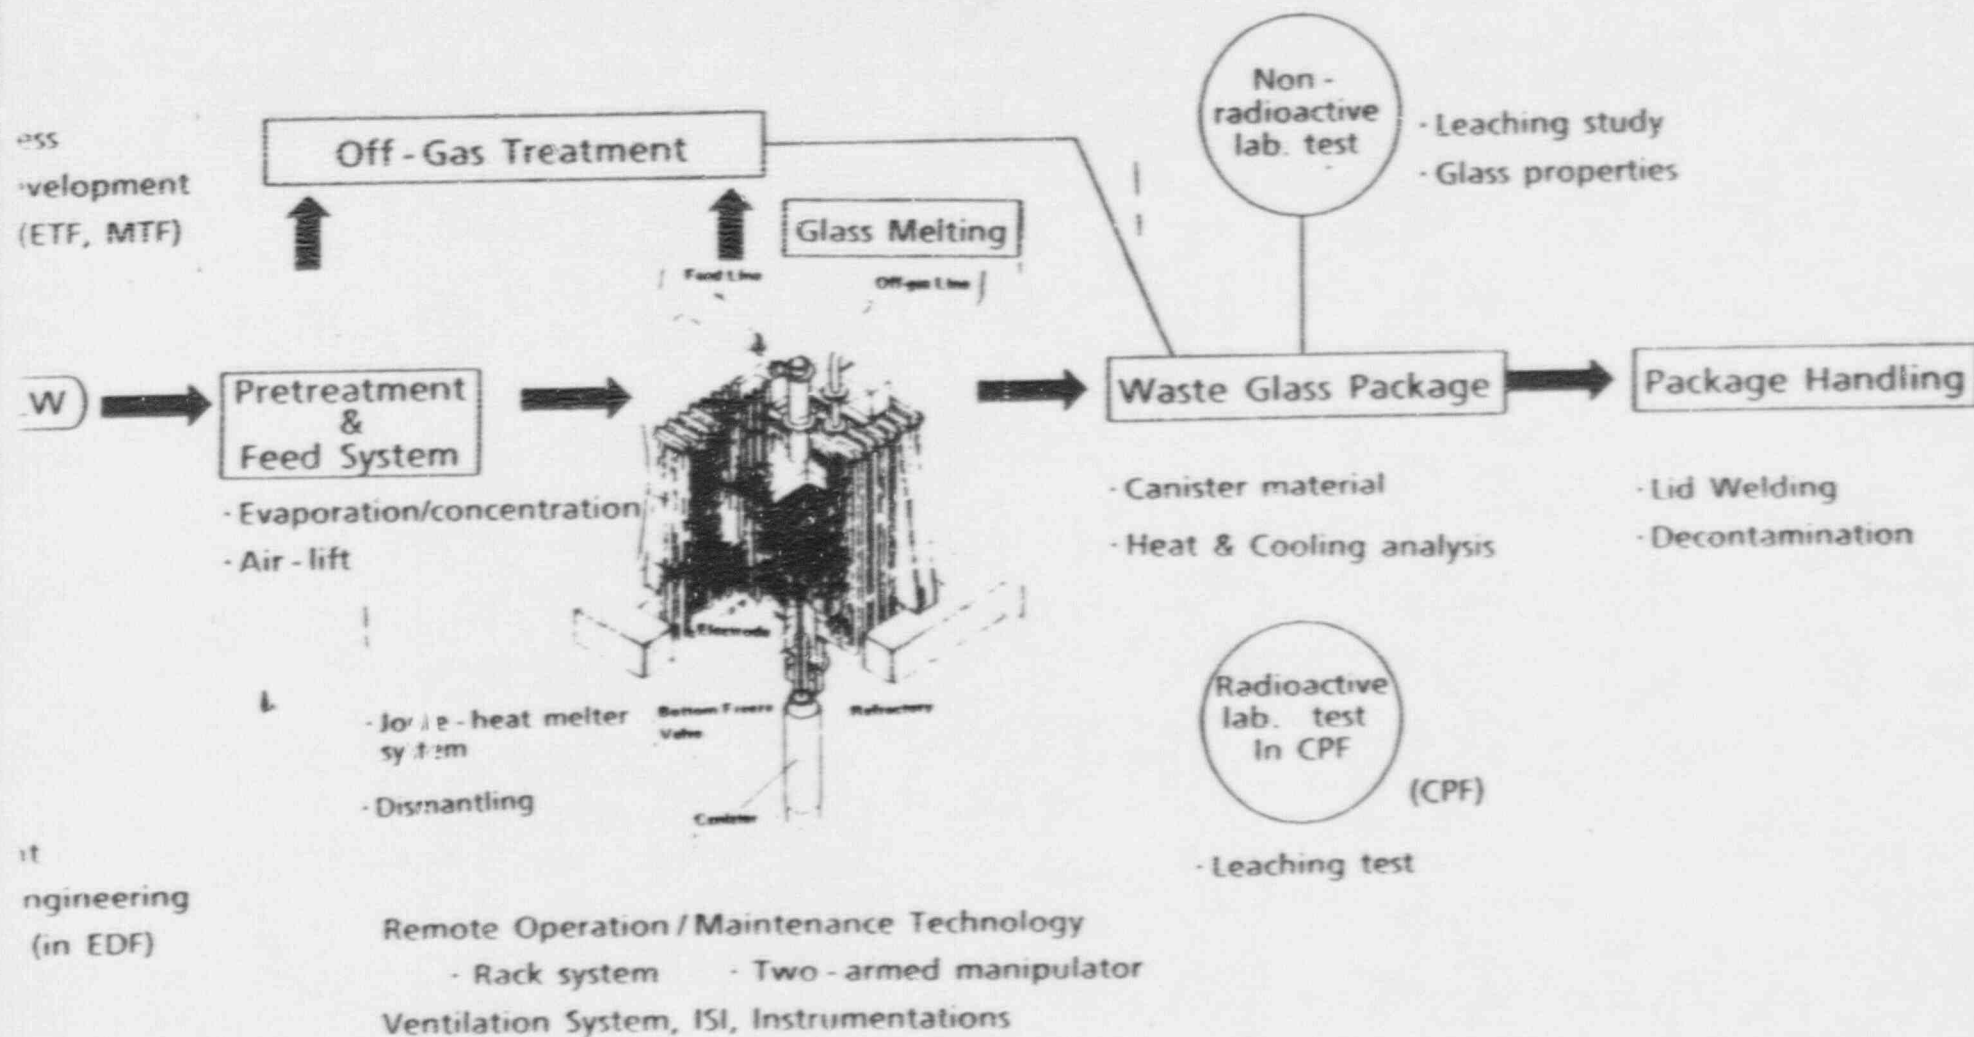 Non -
radioactive
lab. test
· Leaching study
· Glass properties
ess
velopment
(ETF, MTF)
Off - Gas Treatment
Glass Melting
Feed Line
Off-gas Line
W
Pretreatment
&
Feed System
· Evaporation/concentration
· Air - lift
Waste Glass Package
· Canister material
· Heat & Cooling analysis
Package Handling
· Lid Welding
· Decontamination
Electrode
Bottom Freeze
Valve
Refractory
Canister
- heat melter
· Dismantling
Radioactive
lab. test
In CPF
(CPF)
· Leaching test
ngineering
(in EDF)
Remote Operation / Maintenance Technology
· Rack system · Two - armed manipulator
Ventilation System, ISI, Instrumentations